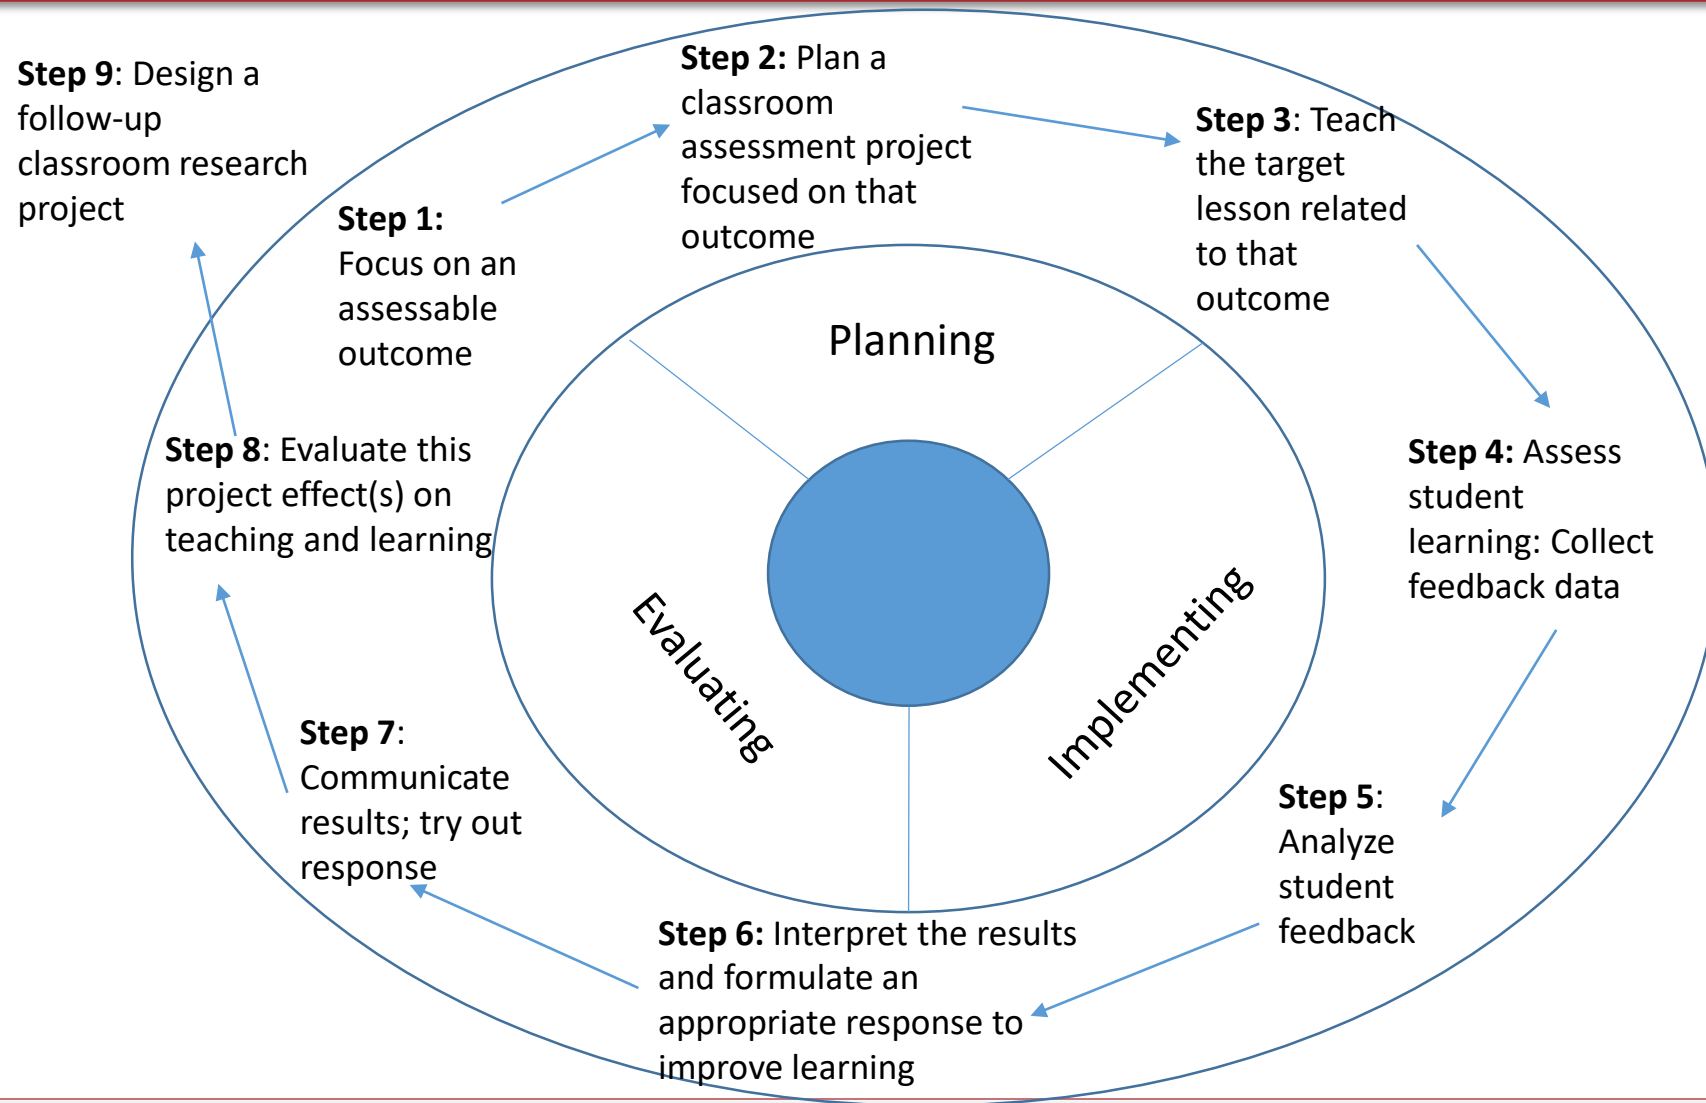 Step 9: Design a
follow-up
classroom research
project
Step 1:
Focus on an
assessable
outcome
Step 2: Plan a
classroom
assessment project
focused on that
outcome
Step 3: Teach
the target
lesson related
to that
outcome
Planning
Step 8: Evaluate this
project effect(s) on
teaching and learning
Step 4: Assess
student
learning: Collect
feedback data
Evaluating
Implementing
Step 7:
Communicate
results; try out
response
Step 5:
Analyze
student
feedback
Step 6: Interpret the results
and formulate an
appropriate response to
improve learning